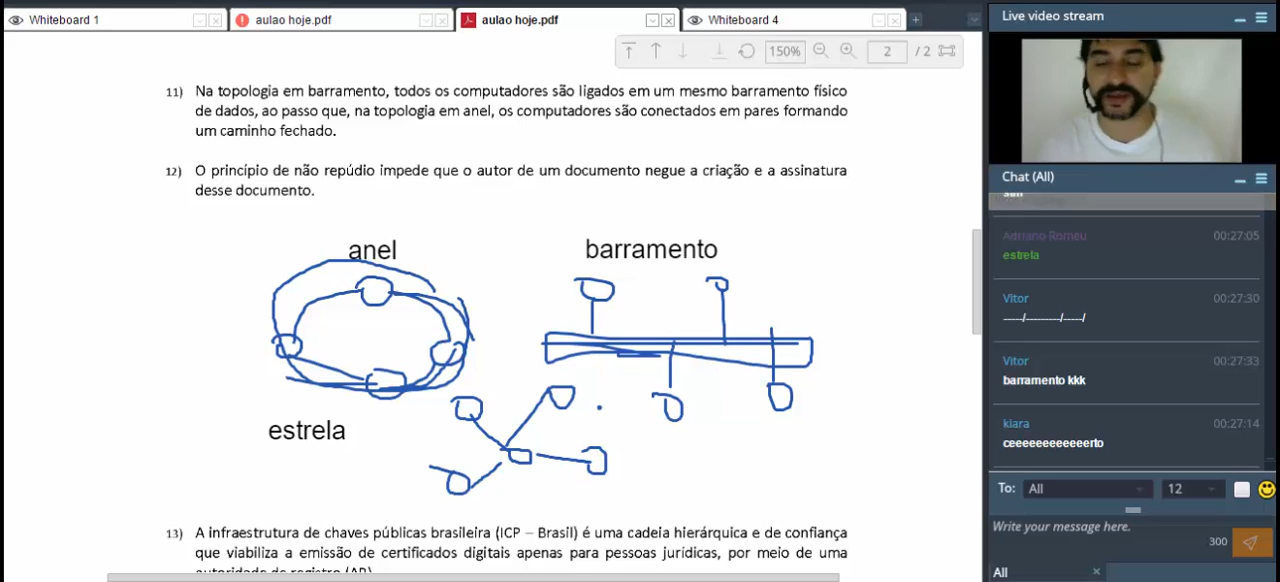 Whiteboard 1
aulao hoje.pdf
aulao hoje.pdf
Whiteboard 4
Live video stream
150%
2
/ 2
11) Na topologia em barramento, todos os computadores são ligados em um mesmo barramento físico
de dados, ao passo que, na topologia em anel, os computadores são conectados em pares formando
um caminho fechado.
12) O princípio de não repúdio impede que o autor de um documento negue a criação e a assinatura
desse documento.
anel
barramento
estrela
13) A infraestrutura de chaves públicas brasileira (ICP – Brasil) é uma cadeia hierárquica e de confiança
que viabiliza a emissão de certificados digitais apenas para pessoas jurídicas, por meio de uma
autoridade de registro (AR)
Chat (All)
Adriano Romeu 00:27:05
estrela
Vitor 00:27:30
-----/---------/-----/
Vitor 00:27:33
barramento kkk
kiara 00:27:14
ceeeeeeeeeeeerto
To: All 12
Write your message here.
300
All